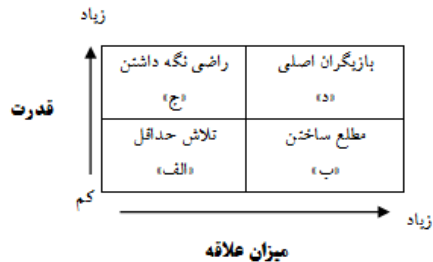 زیاد
بازیگران اصلی
راضی نگه داشتن
«د»
«ج»
قدرت
مطلع ساختن
تلاش حداقل
«ب»
«الف»
کم
زیاد
میزان علاقه